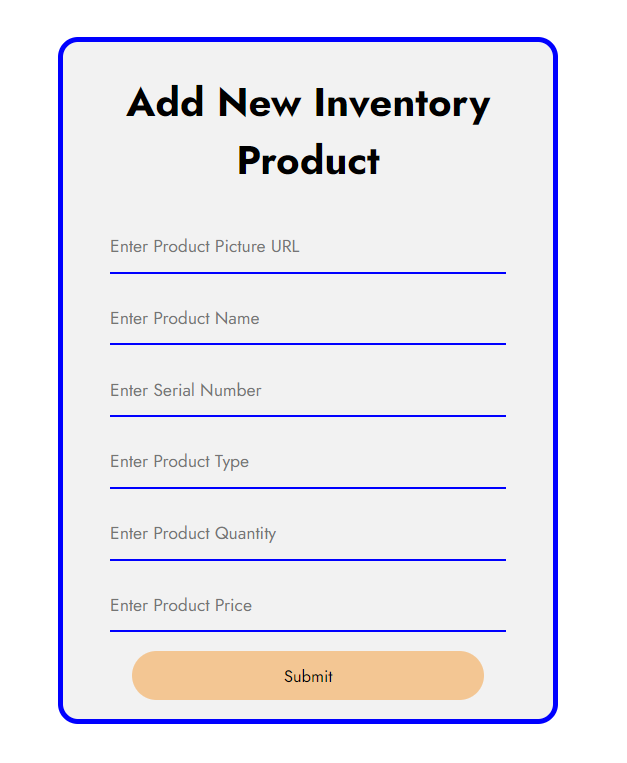 Add New Inventory
Product
Enter Product Picture URL
Enter Product Name
Enter Serial Number
Enter Product Type
Enter Product Quantity
Enter Product Price
Submit